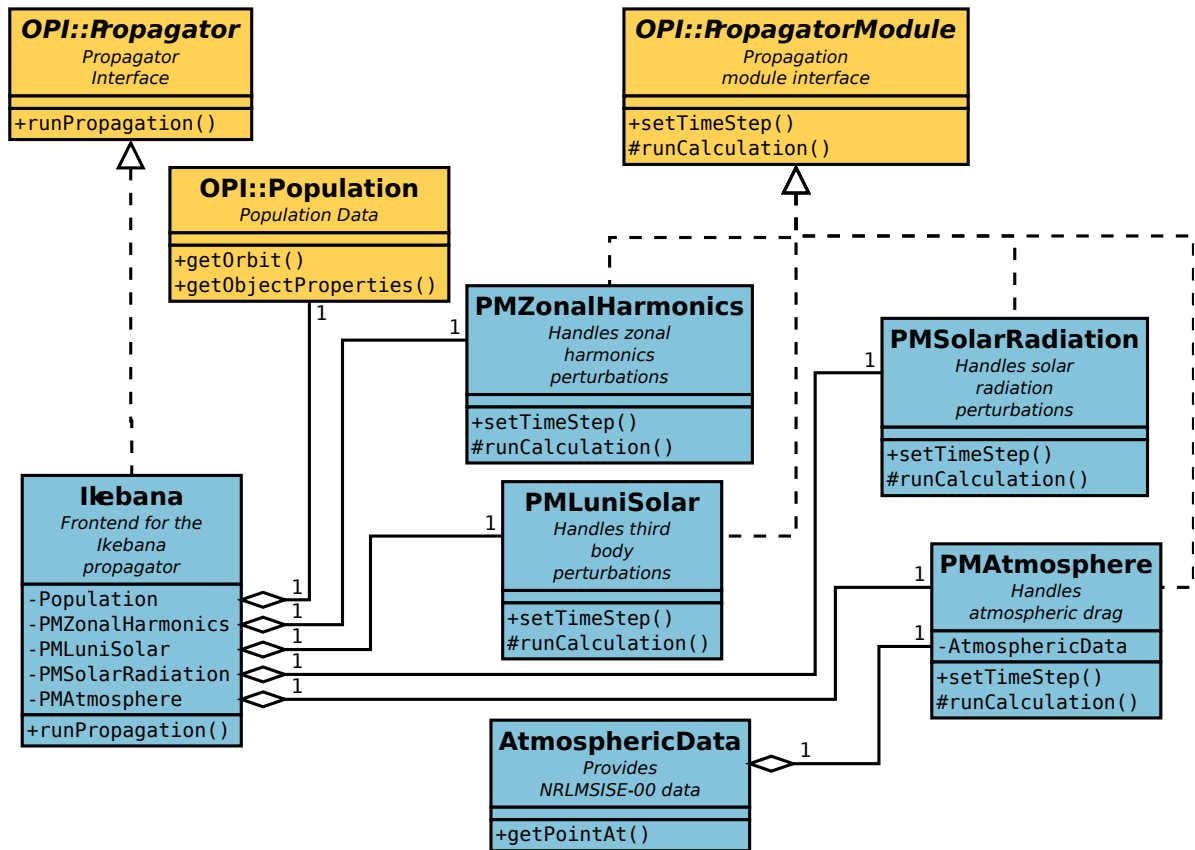 OPI::Propagator
Propagator
Interface
+runPropagation()
OPI::PropagatorModule
Propagation
module interface
+setTimeStep()
#runCalculation()
OPI::Population
Population Data
+getOrbit()
+getObjectProperties()
1
PMZonalHarmonics
Handles zonal
harmonics
perturbations
+setTimeStep()
#runCalculation()
1
PMSolarRadiation
Handles solar
radiation
perturbations
+setTimeStep()
#runCalculation()
1
Ikebana
Frontend for the
Ikebana
propagator
-Population
-PMZonalHarmonics
-PMLuniSolar
-PMSolarRadiation
-PMAtmosphere
+runPropagation()
1
1
1
1
1
PMLuniSolar
Handles third
body
perturbations
+setTimeStep()
#runCalculation()
1
PMAtmosphere
Handles
atmospheric drag
-AtmosphericData
+setTimeStep()
#runCalculation()
1
1
AtmosphericData
Provides
NRLMSISE-00 data
+getPointAt()
1